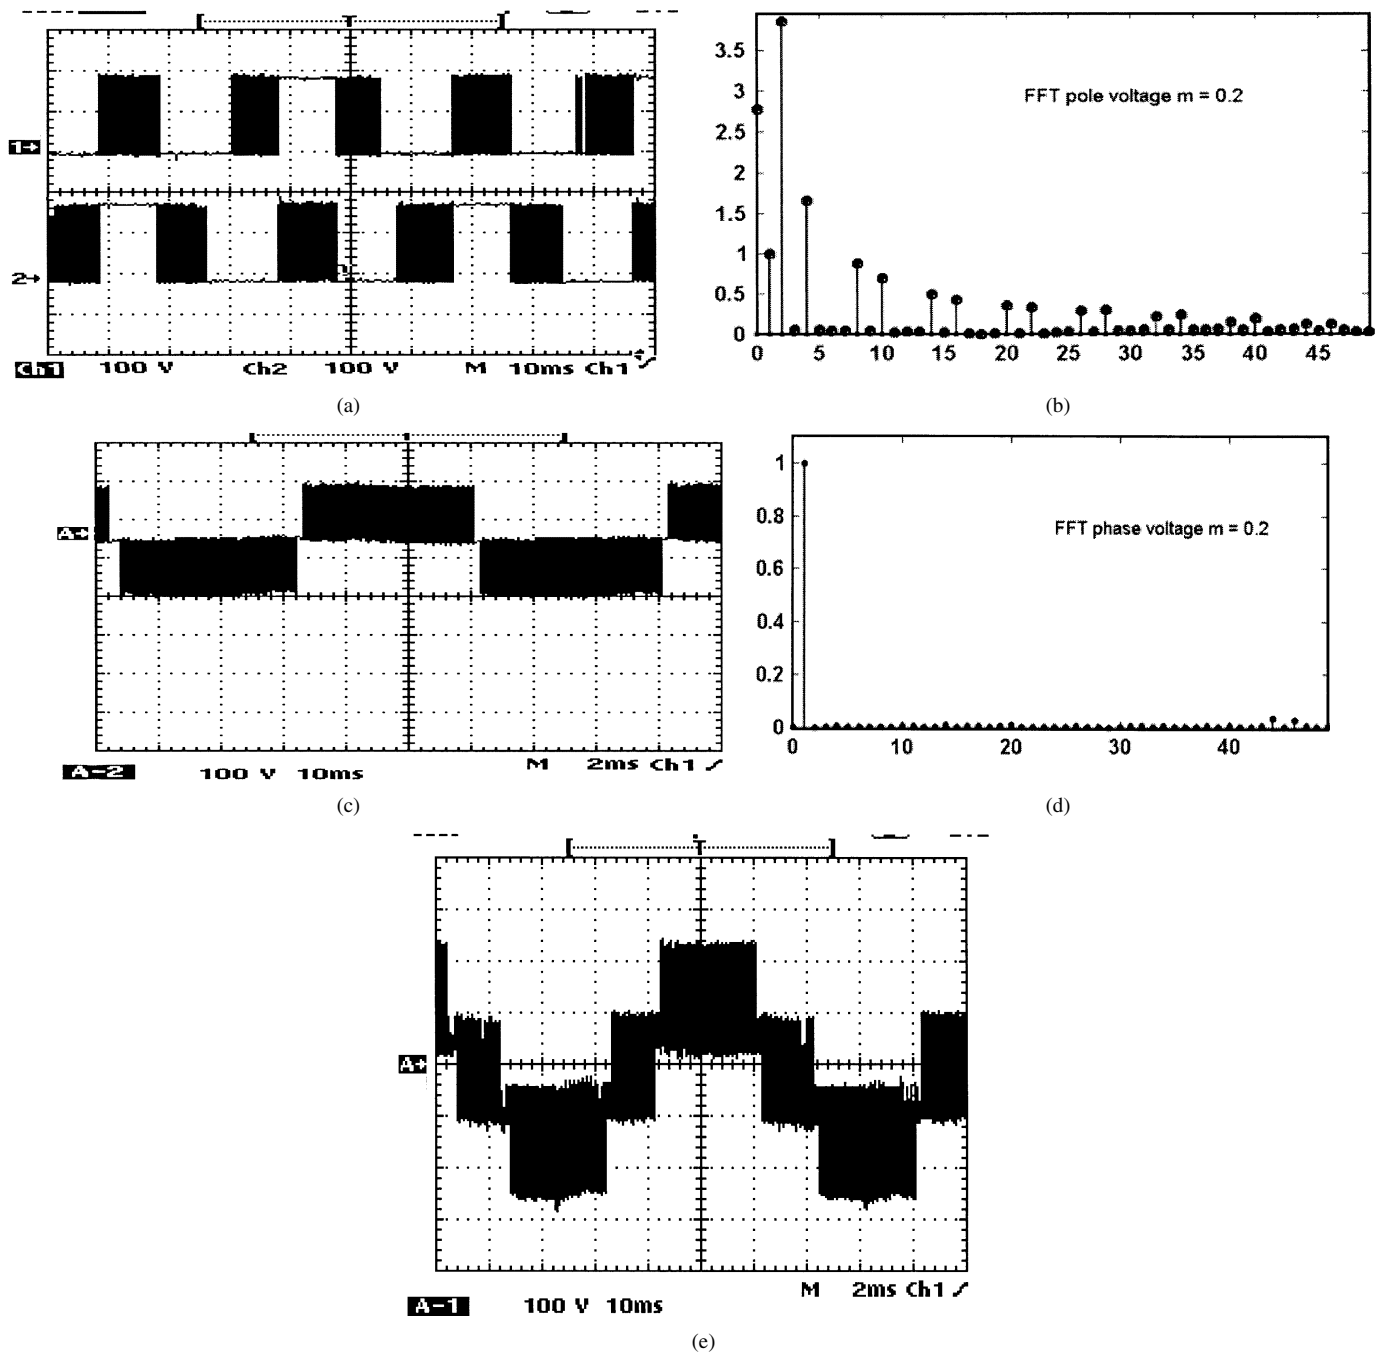 1→
2→
Ch1 100 V Ch2 100 V M 10ms Ch1
(a)
3.5
3
2.5
2
1.5
1
0.5
0
FFT pole voltage m = 0.2
0 5 10 15 20 25 30 35 40 45
(b)
A→
A-2 100 V 10ms M 2ms Ch1
(c)
1
0.8
0.6
0.4
0.2
0
FFT phase voltage m = 0.2
0 10 20 30 40
(d)
T
A→
M 2ms Ch1
A-1 100 V 10ms
(e)